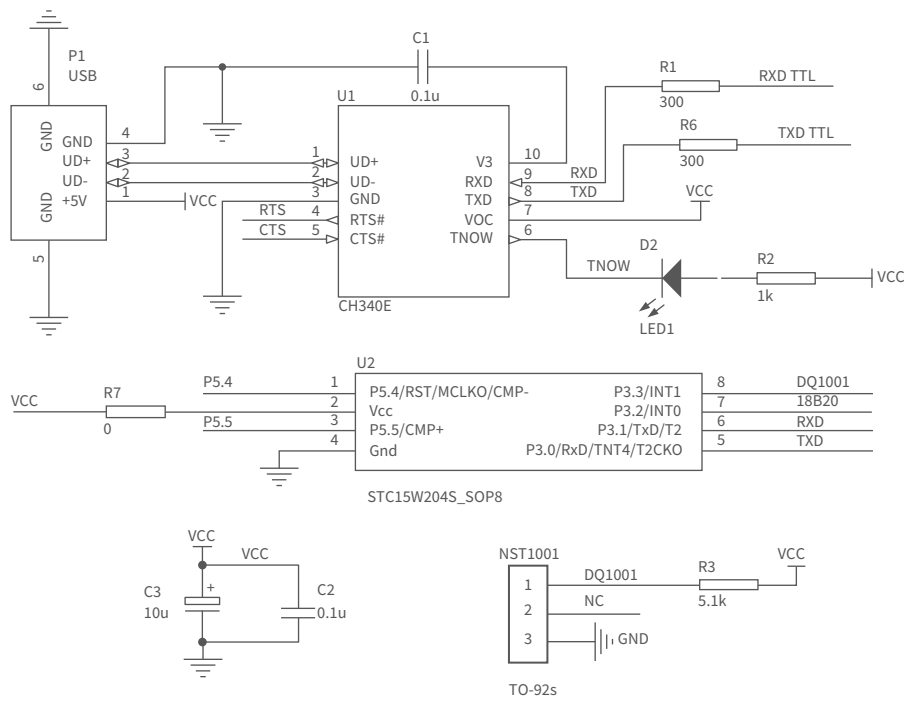 P1
USB
6
GND
GND
4
UD+
3
UD-
2
+5V
1
VCC
GND
5
C1
0.1u
U1
1
UD+
2
UD-
3
GND
RTS
4
RTS#
CTS
5
CTS#
V3
10
RXD
9
RXD
TXD
8
TXD
VOC
7
VCC
TNOW
6
TNOW
CH340E
R1
300
RXD TTL
R6
300
TXD TTL
D2
LED1
R2
1k
VCC
U2
VCC
R7
0
P5.4
1
P5.4/RST/MCLKO/CMP-
2
Vcc
P5.5
3
P5.5/CMP+
4
Gnd
P3.3/INT1
8
DQ1001
P3.2/INT0
7
18B20
P3.1/TxD/T2
6
RXD
P3.0/RxD/TNT4/T2CKO
5
TXD
STC15W204S_SOP8
VCC
VCC
C3
10u
+
C2
0.1u
NST1001
1
DQ1001
R3
5.1k
VCC
2
NC
3
GND
TO-92s